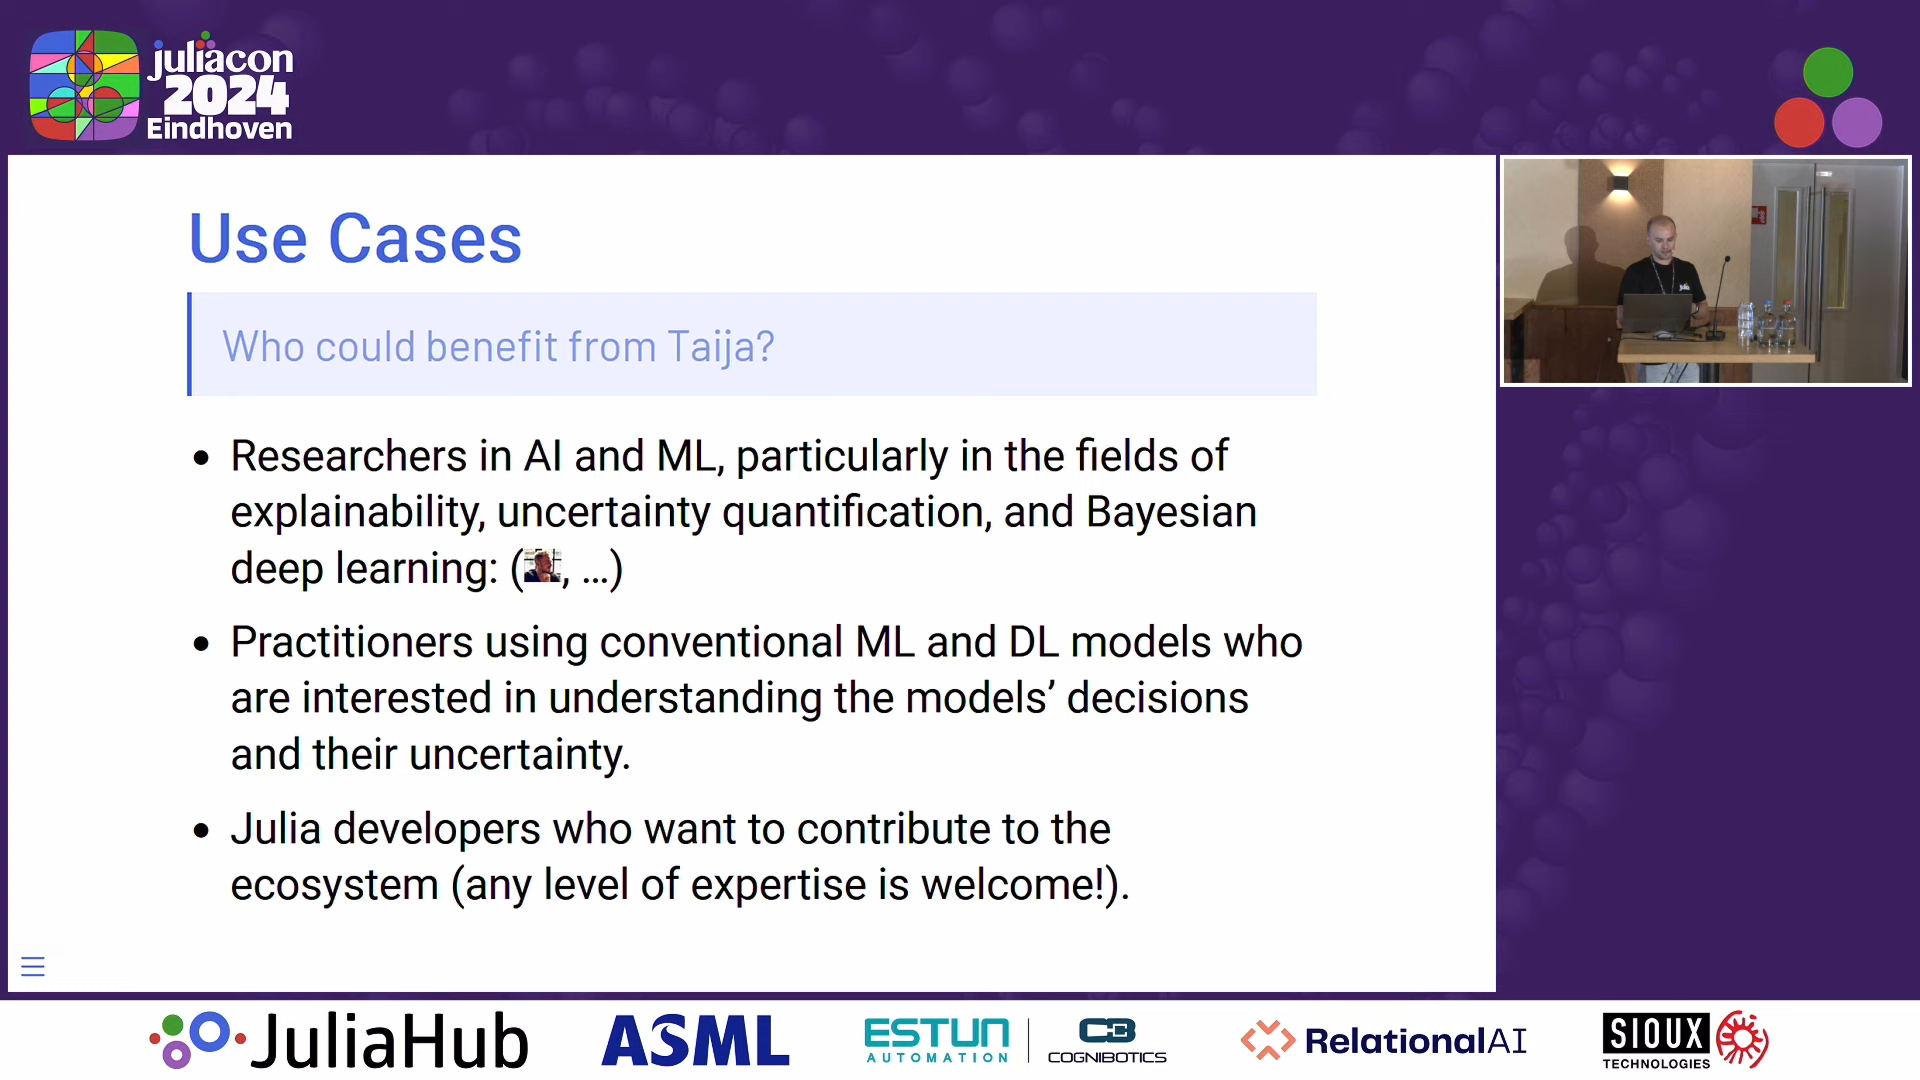 juliacon
2024
Eindhoven
Use Cases
Who could benefit from Taija?
• Researchers in AI and ML, particularly in the fields of
explainability, uncertainty quantification, and Bayesian
deep learning: (, ...)
• Practitioners using conventional ML and DL models who
are interested in understanding the models’ decisions
and their uncertainty.
• Julia developers who want to contribute to the
ecosystem (any level of expertise is welcome!).
JuliaHub
ASML
ESTUN
AUTOMATION
COGNIBOTICS
RelationalAI
SIOUX
TECHNOLOGIES